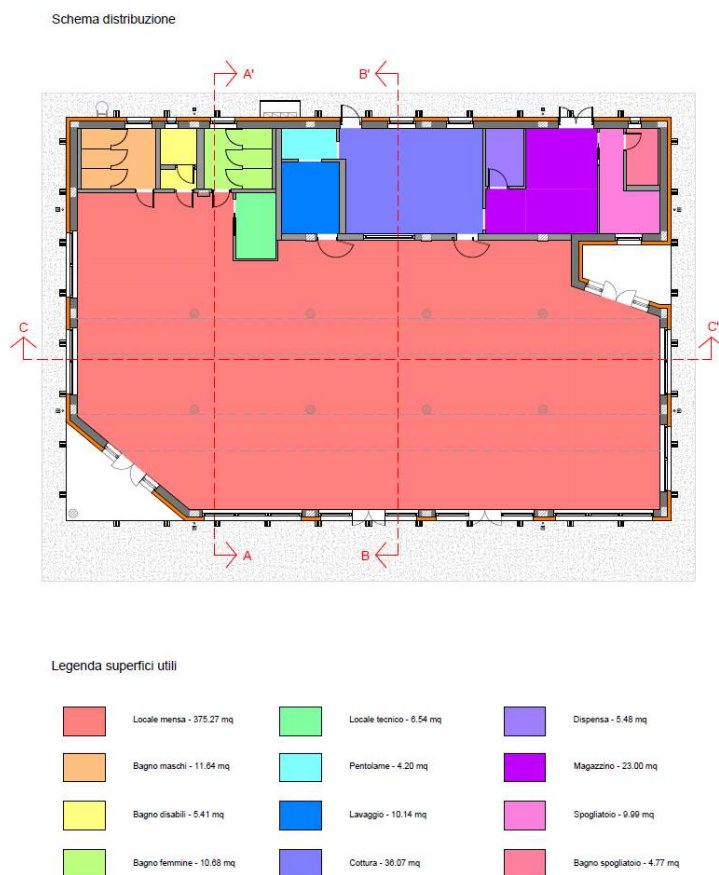 Schema distribuzione
A' B'
C C'
A B
Legenda superfici utili
Locale mensa - 375.27 mq Locale tecnico - 6.54 mq Dispensa - 5.48 mq
Bagno maschi - 11.64 mq Pentolame - 4.20 mq Magazzino - 23.00 mq
Bagno disabili - 5.41 mq Lavaggio - 10.14 mq Spogliatoio - 9.99 mq
Bagno femmine - 10.68 mq Cottura - 36.07 mq Bagno spogliatoio - 4.77 mq